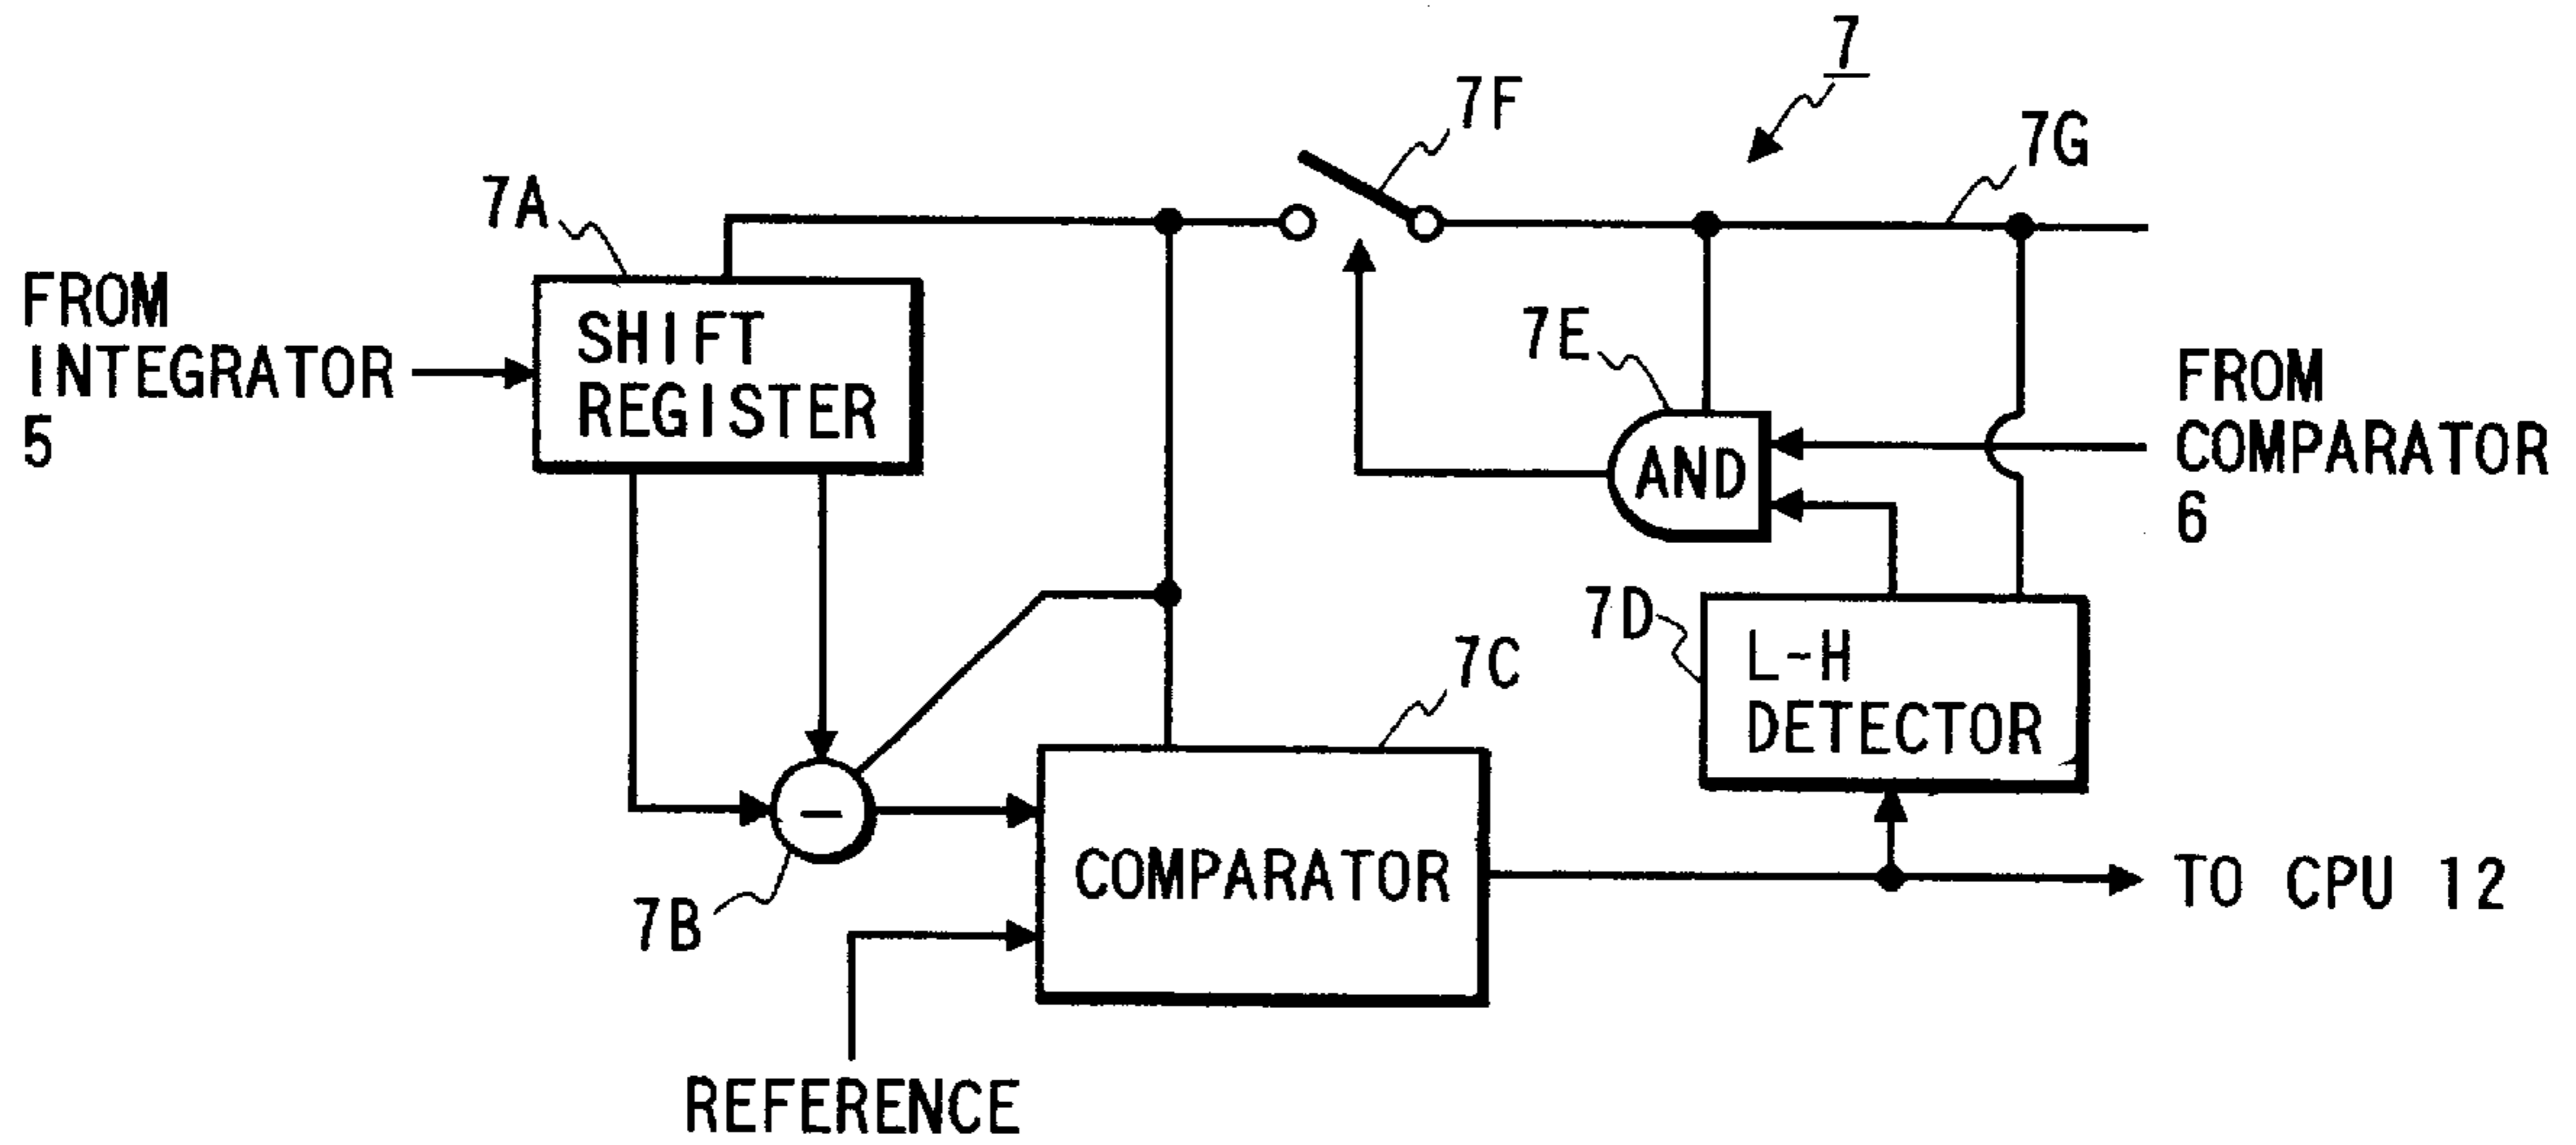 7
7F
7G
7A
FROM
INTEGRATOR
5
SHIFT
REGISTER
7E
AND
FROM
COMPARATOR
6
7D
L-H
DETECTOR
7C
–
COMPARATOR
7B
TO CPU 12
REFERENCE